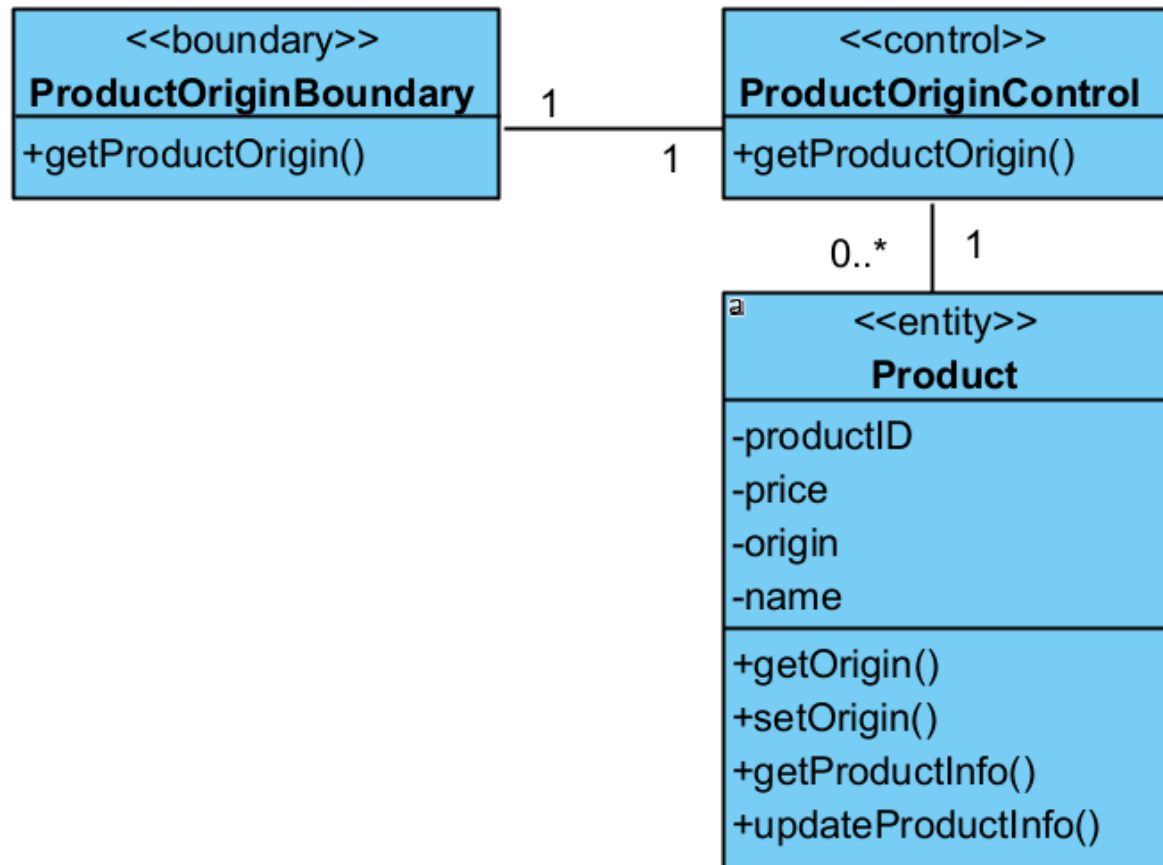 <<boundary>>
ProductOriginBoundary
+getProductOrigin()
1
1
<<control>>
ProductOriginControl
+getProductOrigin()
0..*
1
a
<<entity>>
Product
-productID
-price
-origin
-name
+getOrigin()
+setOrigin()
+getProductInfo()
+updateProductInfo()